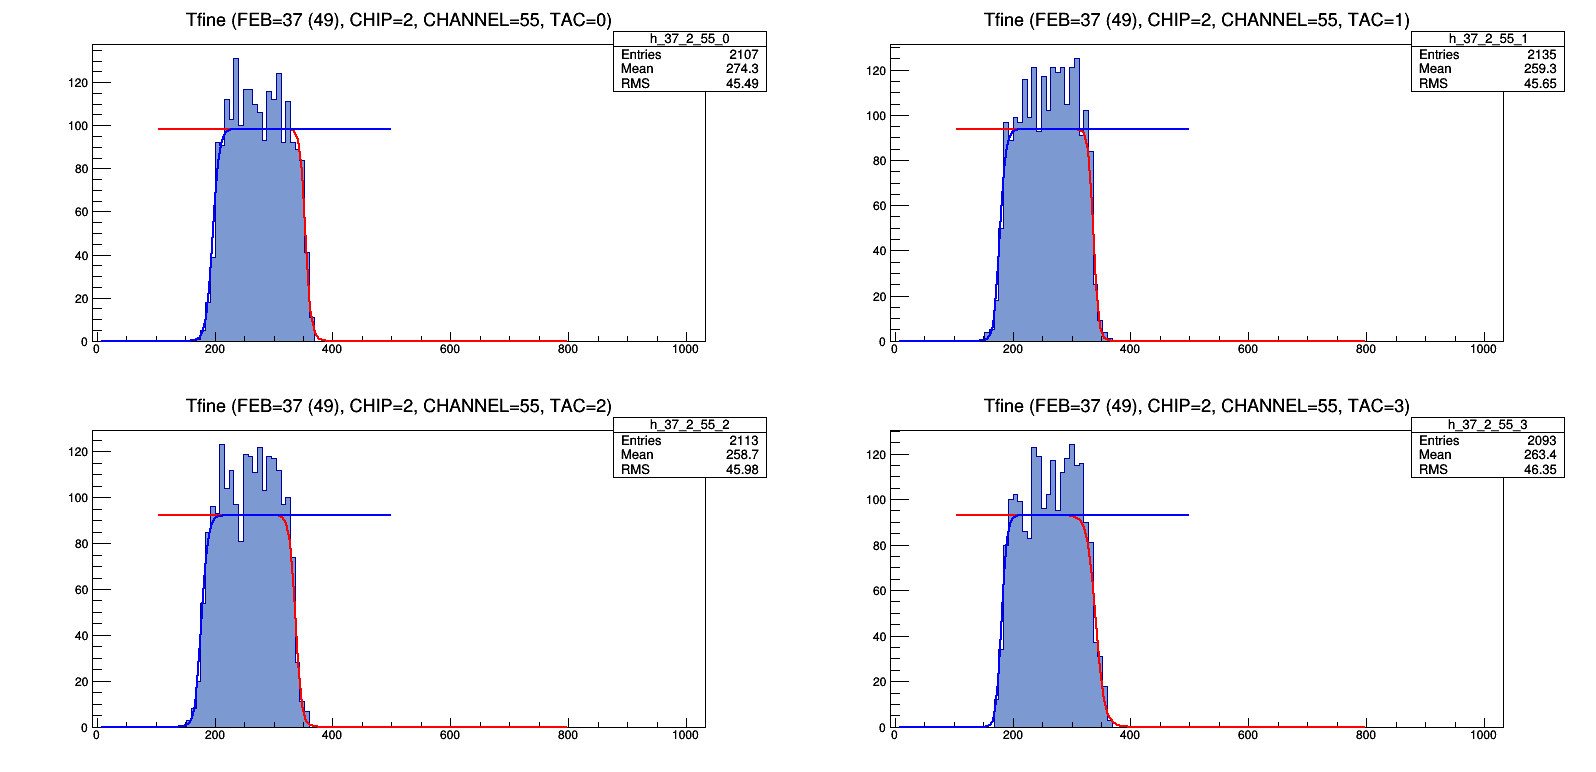 Tfine (FEB=37 (49), CHIP=2, CHANNEL=55, TAC=0)
h_37_2_55_0
Entries 2107
Mean 274.3
RMS 45.49
120
100
80
60
40
20
0
0 200 400 600 800 1000
Tfine (FEB=37 (49), CHIP=2, CHANNEL=55, TAC=1)
h_37_2_55_1
Entries 2135
Mean 259.3
RMS 45.65
120
100
80
60
40
20
0
0 200 400 600 800 1000
Tfine (FEB=37 (49), CHIP=2, CHANNEL=55, TAC=2)
h_37_2_55_2
Entries 2113
Mean 258.7
RMS 45.98
120
100
80
60
40
20
0
0 200 400 600 800 1000
Tfine (FEB=37 (49), CHIP=2, CHANNEL=55, TAC=3)
h_37_2_55_3
Entries 2093
Mean 263.4
RMS 46.35
120
100
80
60
40
20
0
0 200 400 600 800 1000